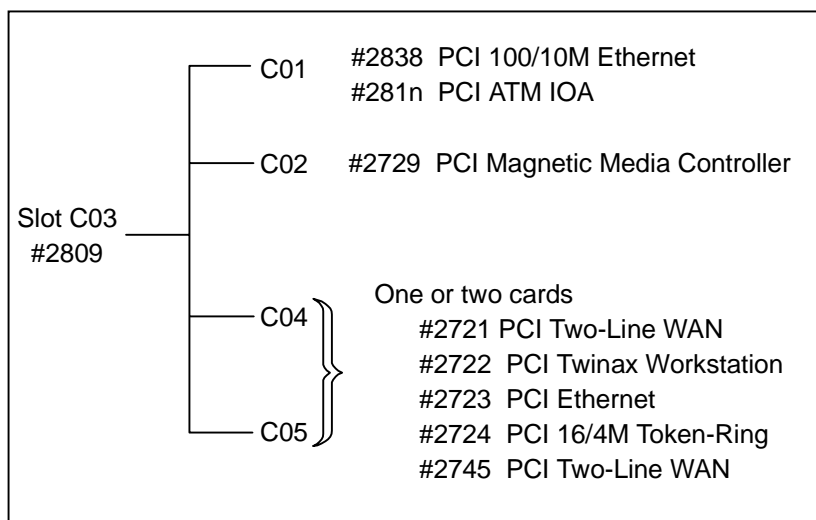 C01
#2838 PCI 100/10M Ethernet
#281n PCI ATM IOA
C02
#2729 PCI Magnetic Media Controller
Slot C03
#2809
C04
C05
One or two cards
#2721 PCI Two-Line WAN
#2722 PCI Twinax Workstation
#2723 PCI Ethernet
#2724 PCI 16/4M Token-Ring
#2745 PCI Two-Line WAN